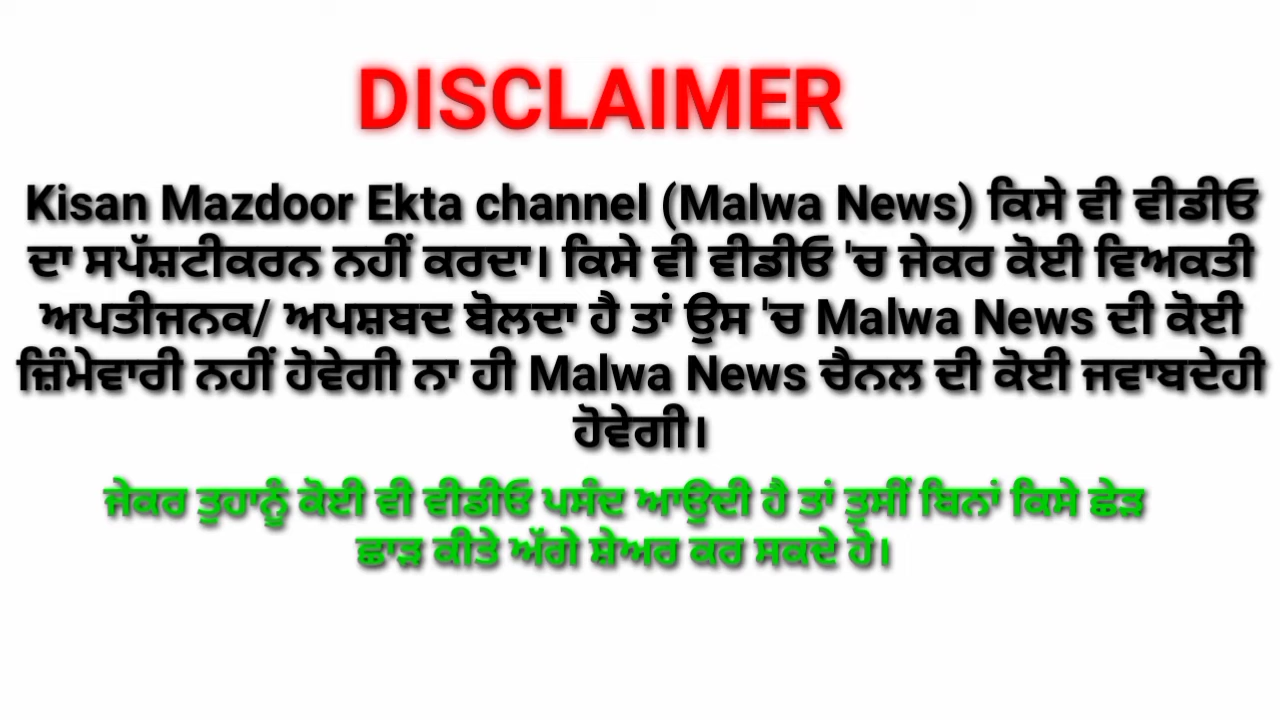 DISCLAIMER
Kisan Mazdoor Ekta channel (Malwa News) ਕਿਸੇ ਵੀ ਵੀਡੀਓ
ਦਾ ਸਪੱਸ਼ਟੀਕਰਨ ਨਹੀਂ ਕਰਦਾ। ਕਿਸੇ ਵੀ ਵੀਡੀਓ 'ਚ ਜੇਕਰ ਕੋਈ ਵਿਅਕਤੀ
ਅਪਤੀਜਨਕ/ ਅਪਸ਼ਬਦ ਬੋਲਦਾ ਹੈ ਤਾਂ ਉਸ 'ਚ Malwa News ਦੀ ਕੋਈ
ਜ਼ਿੰਮੇਵਾਰੀ ਨਹੀਂ ਹੋਵੇਗੀ ਨਾ ਹੀ Malwa News ਚੈਨਲ ਦੀ ਕੋਈ ਜਵਾਬਦੇਹੀ
ਹੋਵੇਗੀ।
ਜੇਕਰ ਤੁਹਾਨੂੰ ਕੋਈ ਵੀ ਵੀਡੀਓ ਪਸੰਦ ਆਉਂਦੀ ਹੈ ਤਾਂ ਤੁਸੀਂ ਬਿਨਾਂ ਕਿਸੇ ਛੇੜ
ਛਾੜ ਕੀਤੇ ਅੱਗੇ ਸ਼ੇਅਰ ਕਰ ਸਕਦੇ ਹੋ।